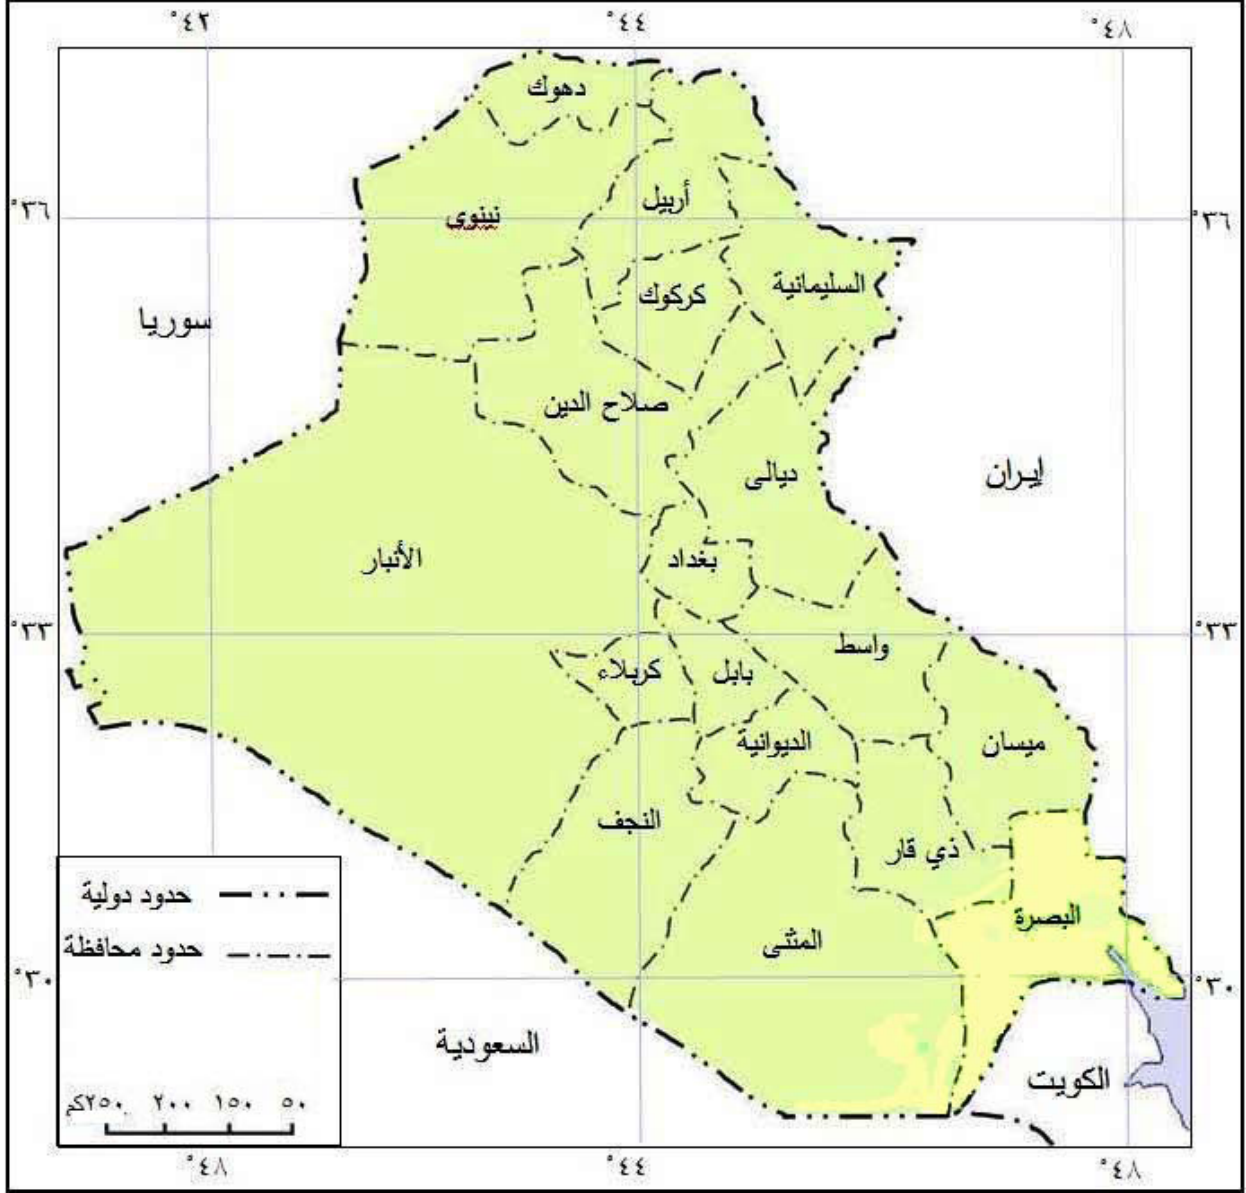 °٤٢ °٤٤ °٤٨
دهوك
أربيل
°٣٦ نينوى °٣٦
السليمانية
كركوك
سوريا
صلاح الدين
ديالى
إيران
بغداد
الأنبار
°٣٣ °٣٣
واسط
بابل
كربلاء
ميسان
الديوانية
النجف
ذي قار
حدود دولية
البصرة
المثنى
حدود محافظة
°٣٠ °٣٠
السعودية
الكويت
٥٠ ١٥٠ ٢٠٠ ٢٥٠كم
°٤٨ °٤٤ °٤٨